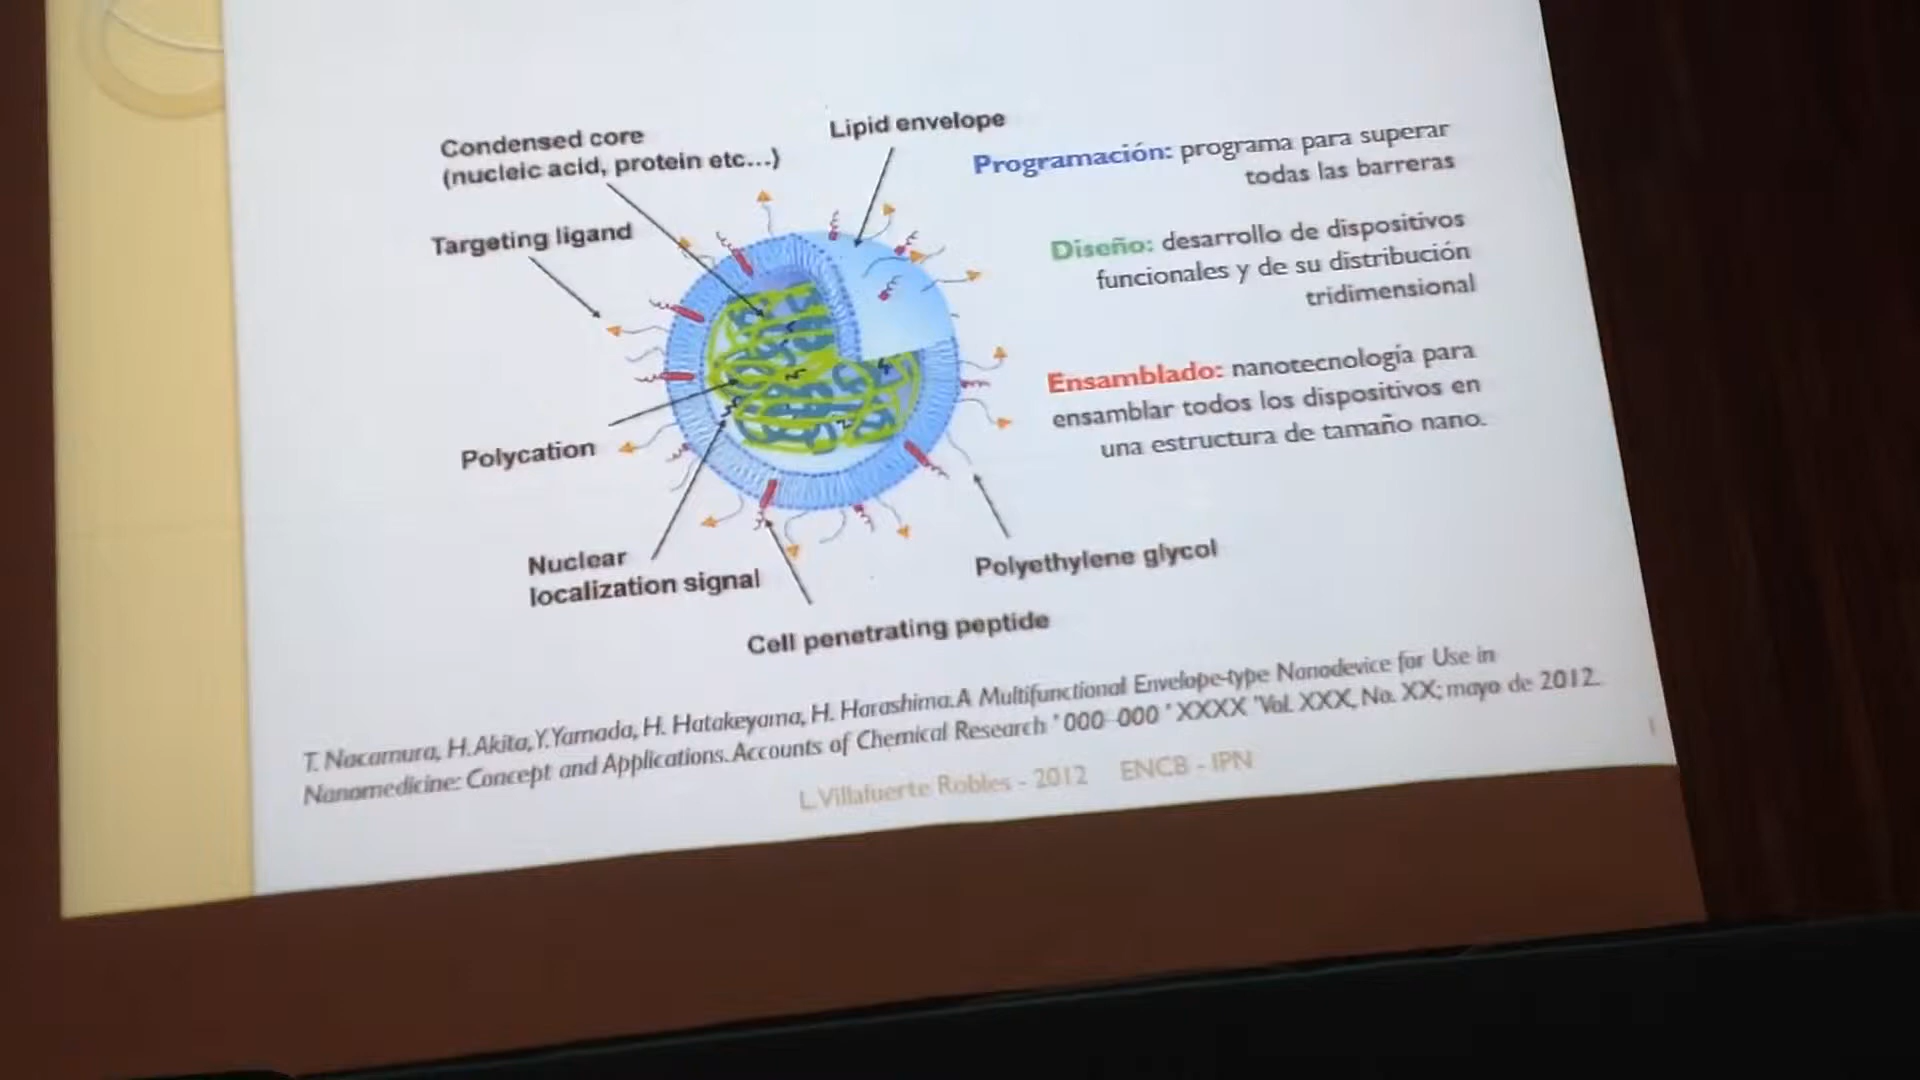 Condensed core
(nucleic acid, protein etc...)
Lipid envelope
Targeting ligand
Polycation
Nuclear
localization signal
Cell penetrating peptide
Polyethylene glycol
Programación: programa para superar
todas las barreras
Diseño: desarrollo de dispositivos
funcionales y de su distribución
tridimensional
Ensamblado: nanotecnología para
ensamblar todos los dispositivos en
una estructura de tamaño nano.
T. Nacamura, H. Akita, Y. Yamada, H. Hatakeyama, H. Harashima. A Multifunctional Envelope-type Nanodevice for Use in
Nanomedicine: Concept and Applications. Accounts of Chemical Research ' 000-000 ' XXXX 'Vol. XXX, No. XX; mayo de 2012.
L. Villafuerte Robles - 2012 ENCB - IPN